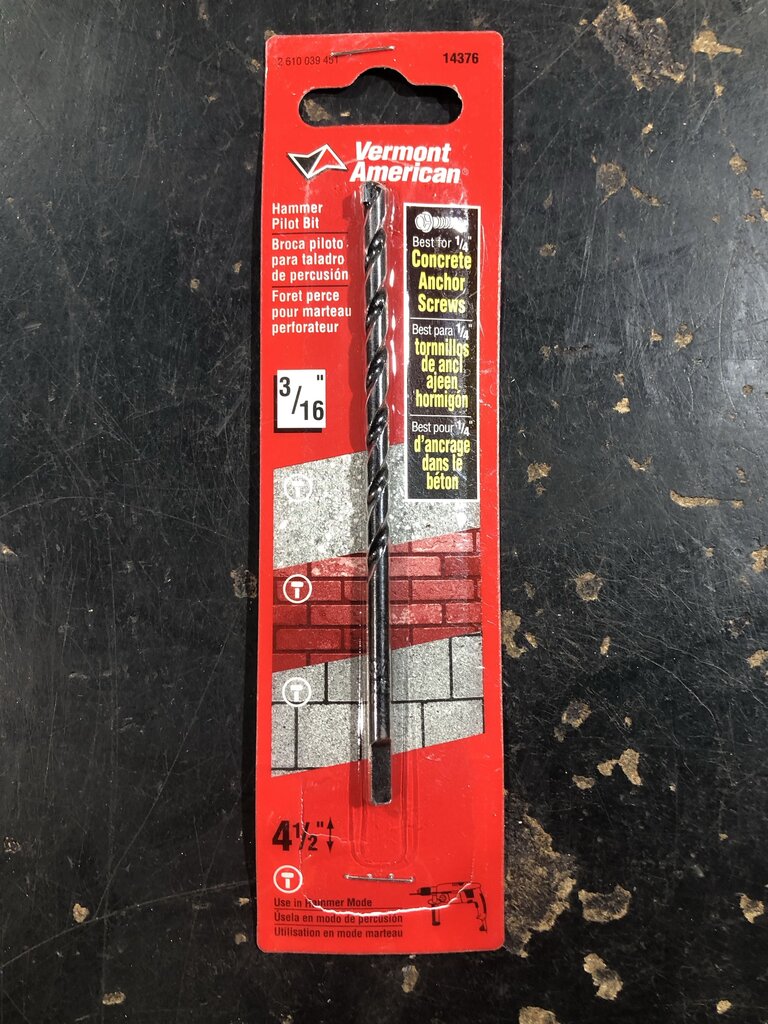 2 610 039 451
14376
Vermont
American®
Hammer
Pilot Bit
Broca piloto
para taladro
de percusión
Foret perce
pour marteau
perforateur
3/16"
Best for 1/4"
Concrete
Anchor
Screws
Best para 1/4"
tornnillos
de ancl
ajeen
hormigón
Best pour 1/4"
d'ancrage
dans le
béton
T
T
T
4 1/2"
T
Use in Hammer Mode
Úsela en modo de percusión
Utilisation en mode marteau